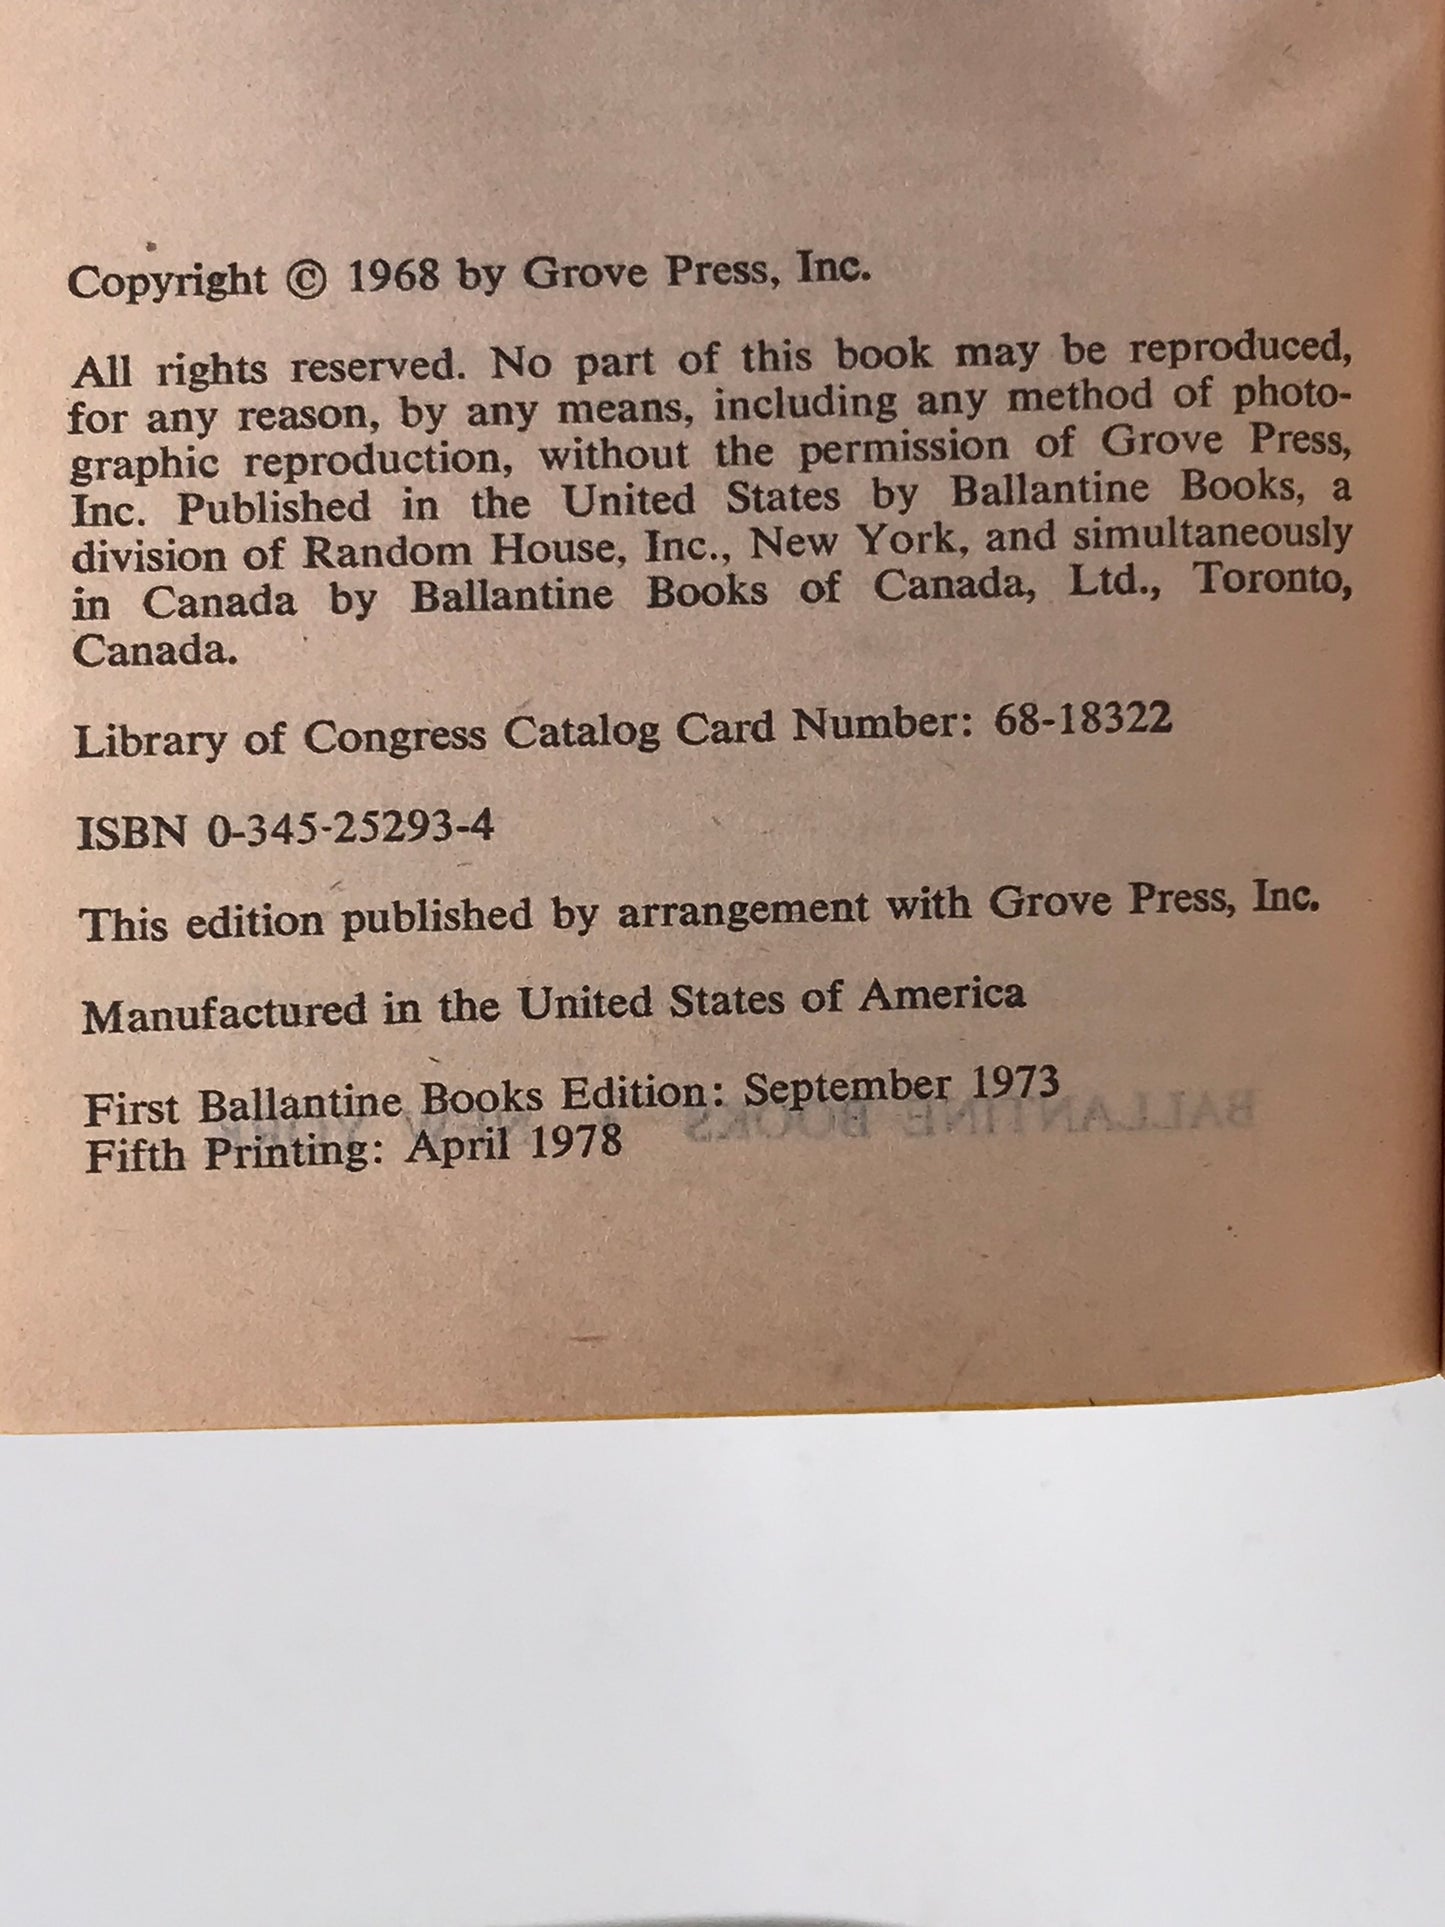 Copyright © 1968 by Grove Press, Inc.
All rights reserved. No part of this book may be reproduced,
for any reason, by any means, including any method of photo-
graphic reproduction, without the permission of Grove Press,
Inc. Published in the United States by Ballantine Books, a
division of Random House, Inc., New York, and simultaneously
in Canada by Ballantine Books of Canada, Ltd., Toronto,
Canada.
Library of Congress Catalog Card Number: 68-18322
ISBN 0-345-25293-4
This edition published by arrangement with Grove Press, Inc.
Manufactured in the United States of America
First Ballantine Books Edition: September 1973
Fifth Printing: April 1978
BALLANTINE BOOKS